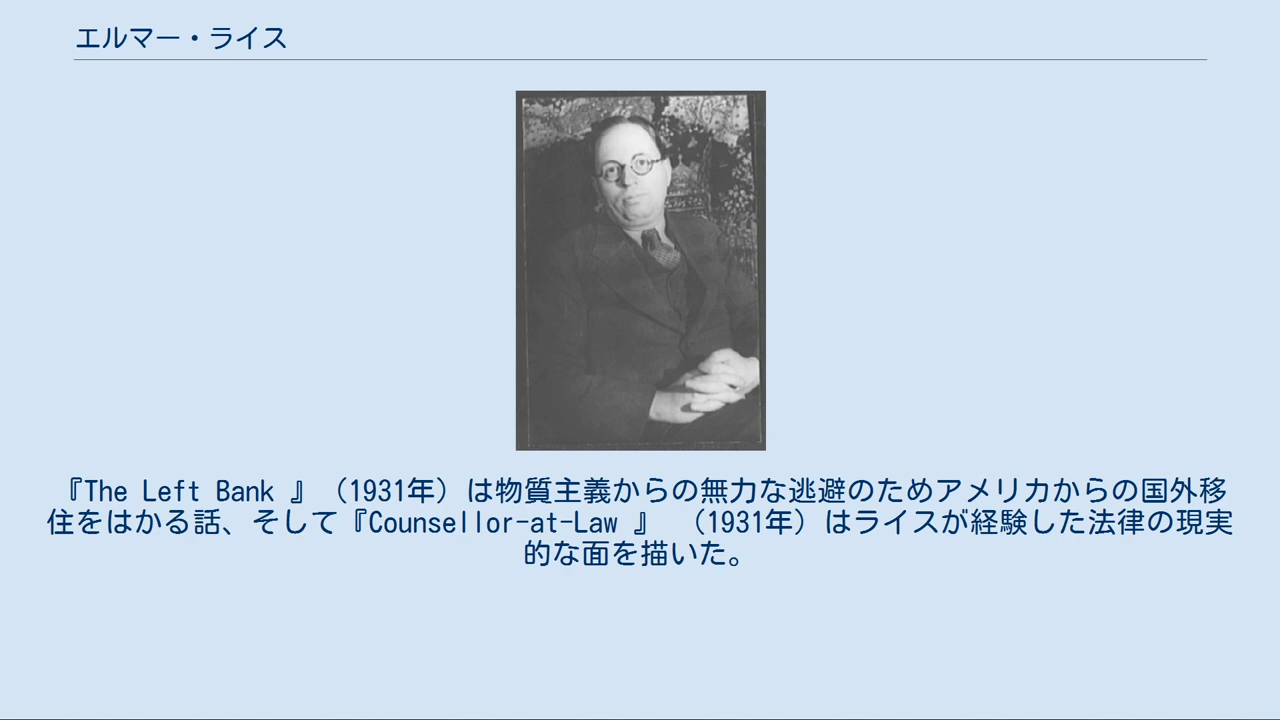 エルマー・ライス
『The Left Bank 』（1931年）は物質主義からの無力な逃避のためアメリカからの国外移
住をはかる話、そして『Counsellor-at-Law 』 （1931年）はライスが経験した法律の現実
的な面を描いた。